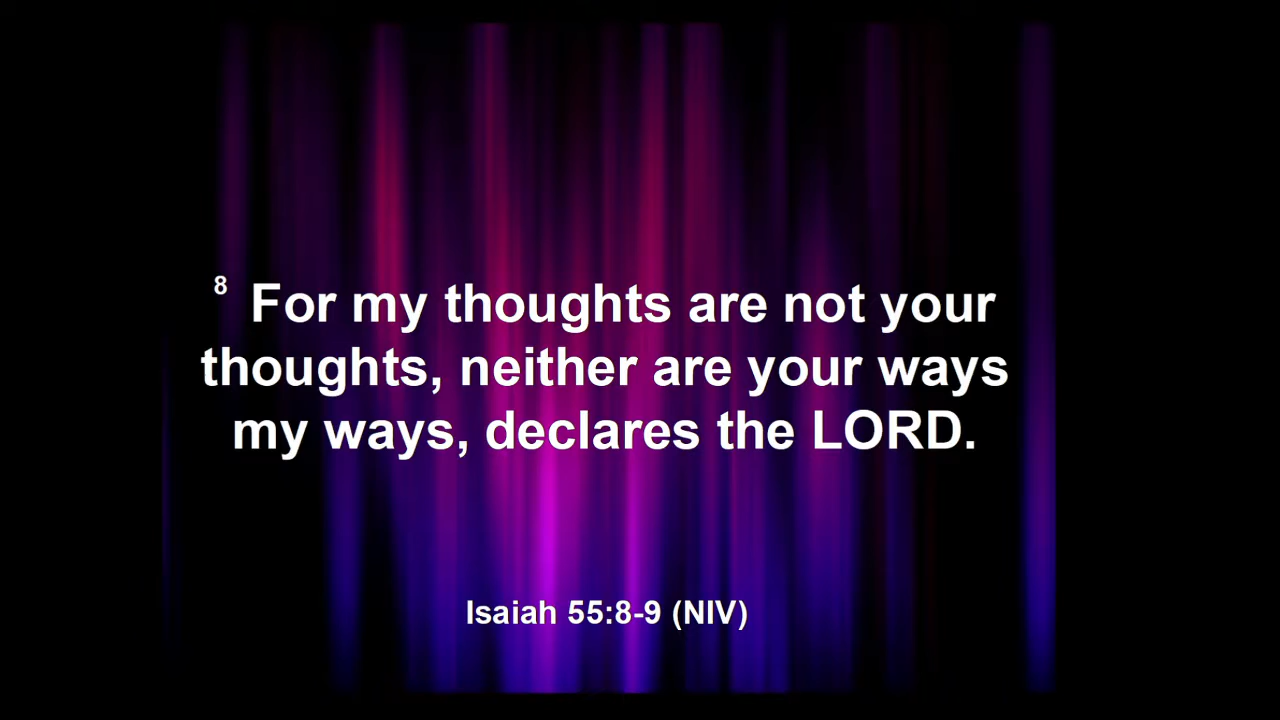 8 For my thoughts are not your
thoughts, neither are your ways
my ways, declares the LORD.
Isaiah 55:8-9 (NIV)